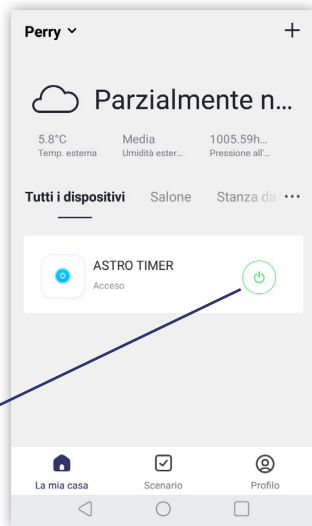 Perry
Parzialmente n...
5.8°C Media 1005.59h...
Temp. esterna Umidità ester... Pressione all'...
Tutti i dispositivi Salone Stanza da
ASTRO TIMER
Acceso
La mia casa Scenario Profilo